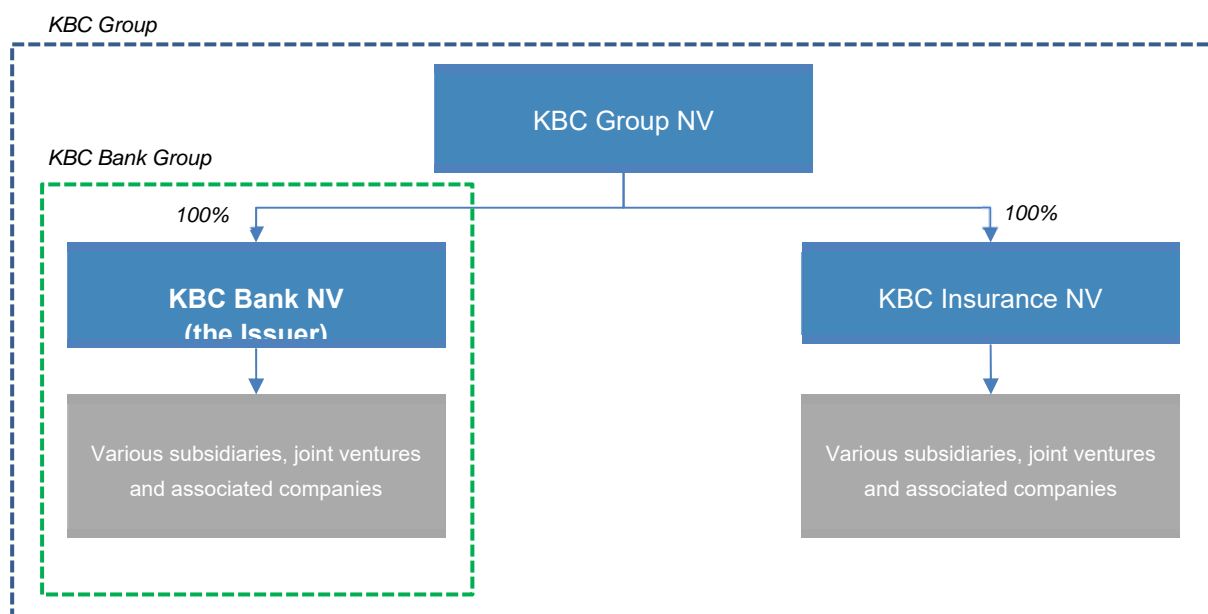 KBC Group
KBC Group NV
KBC Bank Group
100%
100%
KBC Bank NV
(the Issuer)
KBC Insurance NV
Various subsidiaries, joint ventures
and associated companies
Various subsidiaries, joint ventures
and associated companies